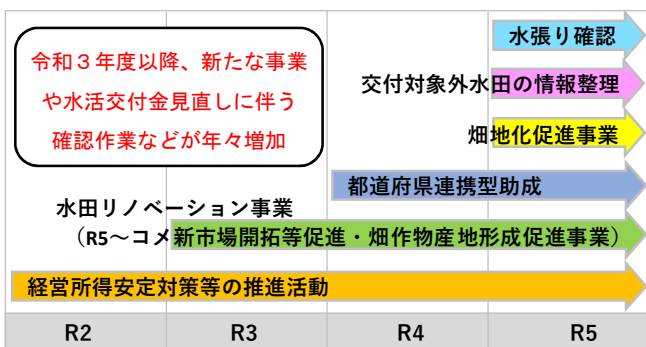 令和３年度以降、新たな事業
や水活交付金見直しに伴う
確認作業などが年々増加
水張り確認
交付対象外水田の情報整理
畑地化促進事業
都道府県連携型助成
水田リノベーション事業
（R5～コメ新市場開拓等促進・畑作物産地形成促進事業）
経営所得安定対策等の推進活動
R2 R3 R4 R5